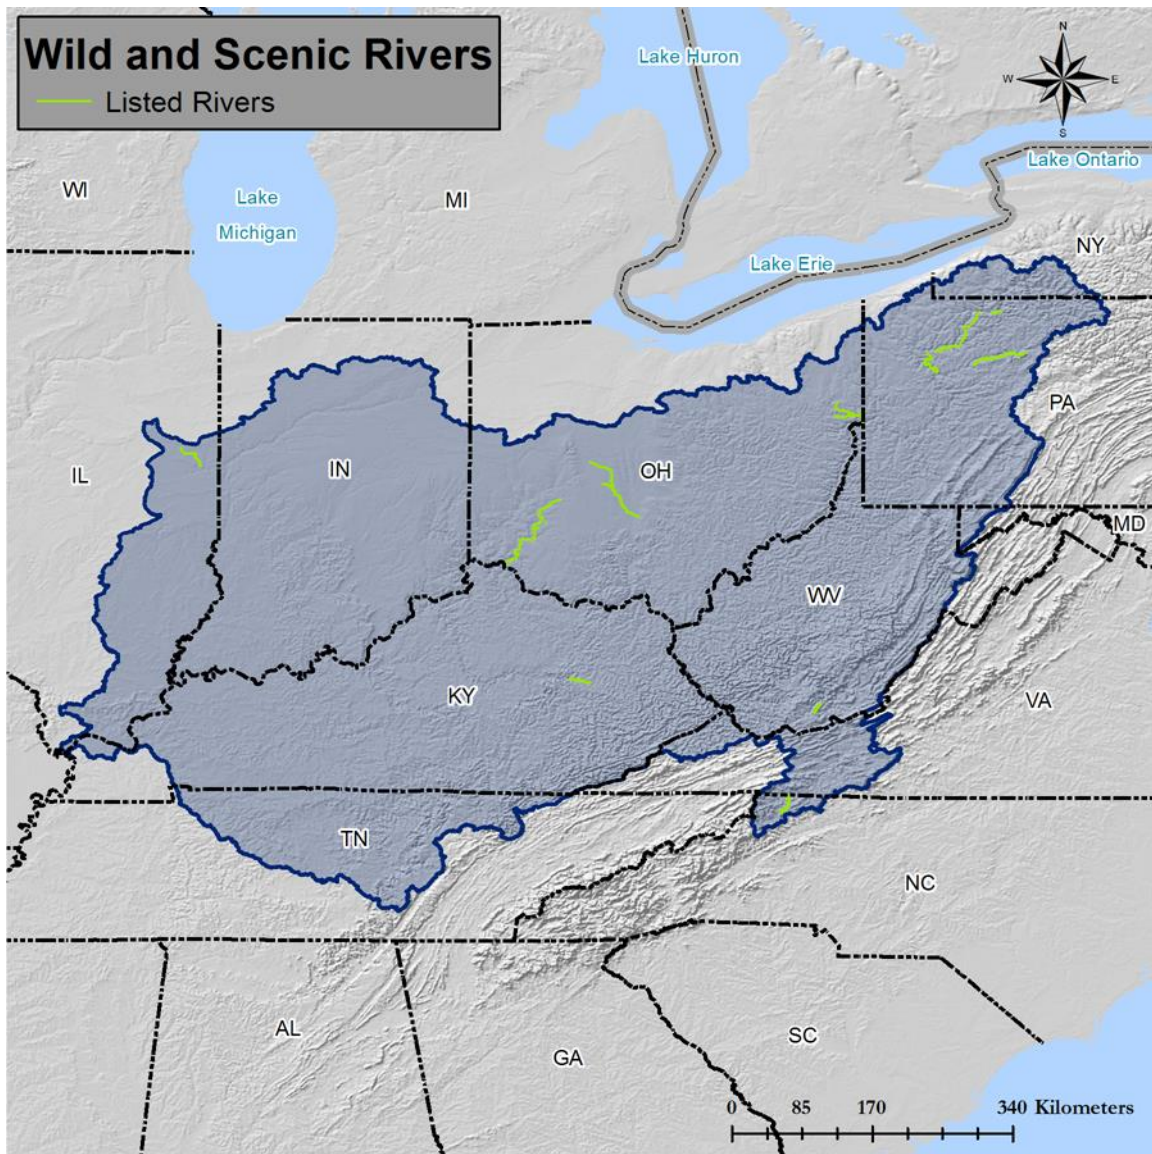 Wild and Scenic Rivers
Listed Rivers
N
W E
S
Lake Huron
Lake Ontario
WI
Lake
Michigan
MI
Lake Erie
NY
PA
IL
IN
OH
MD
WV
KY
VA
TN
NC
AL
GA
SC
0 85 170 340 Kilometers